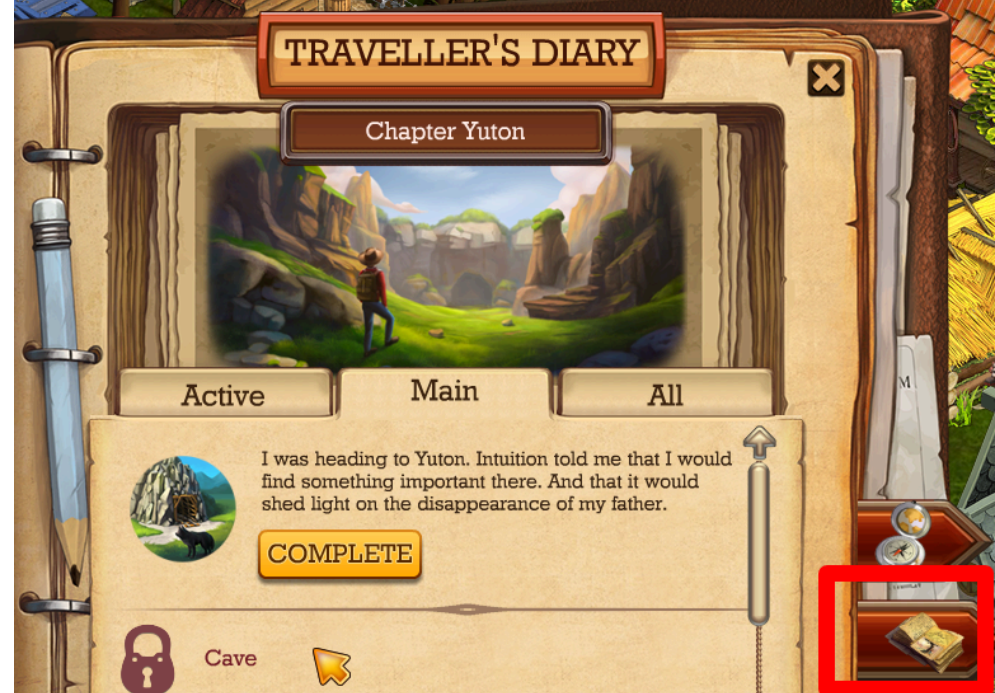 TRAVELLER'S DIARY
Chapter Yuton
Active
Main
All
M
I was heading to Yuton. Intuition told me that I would
find something important there. And that it would
shed light on the disappearance of my father.
COMPLETE
Cave